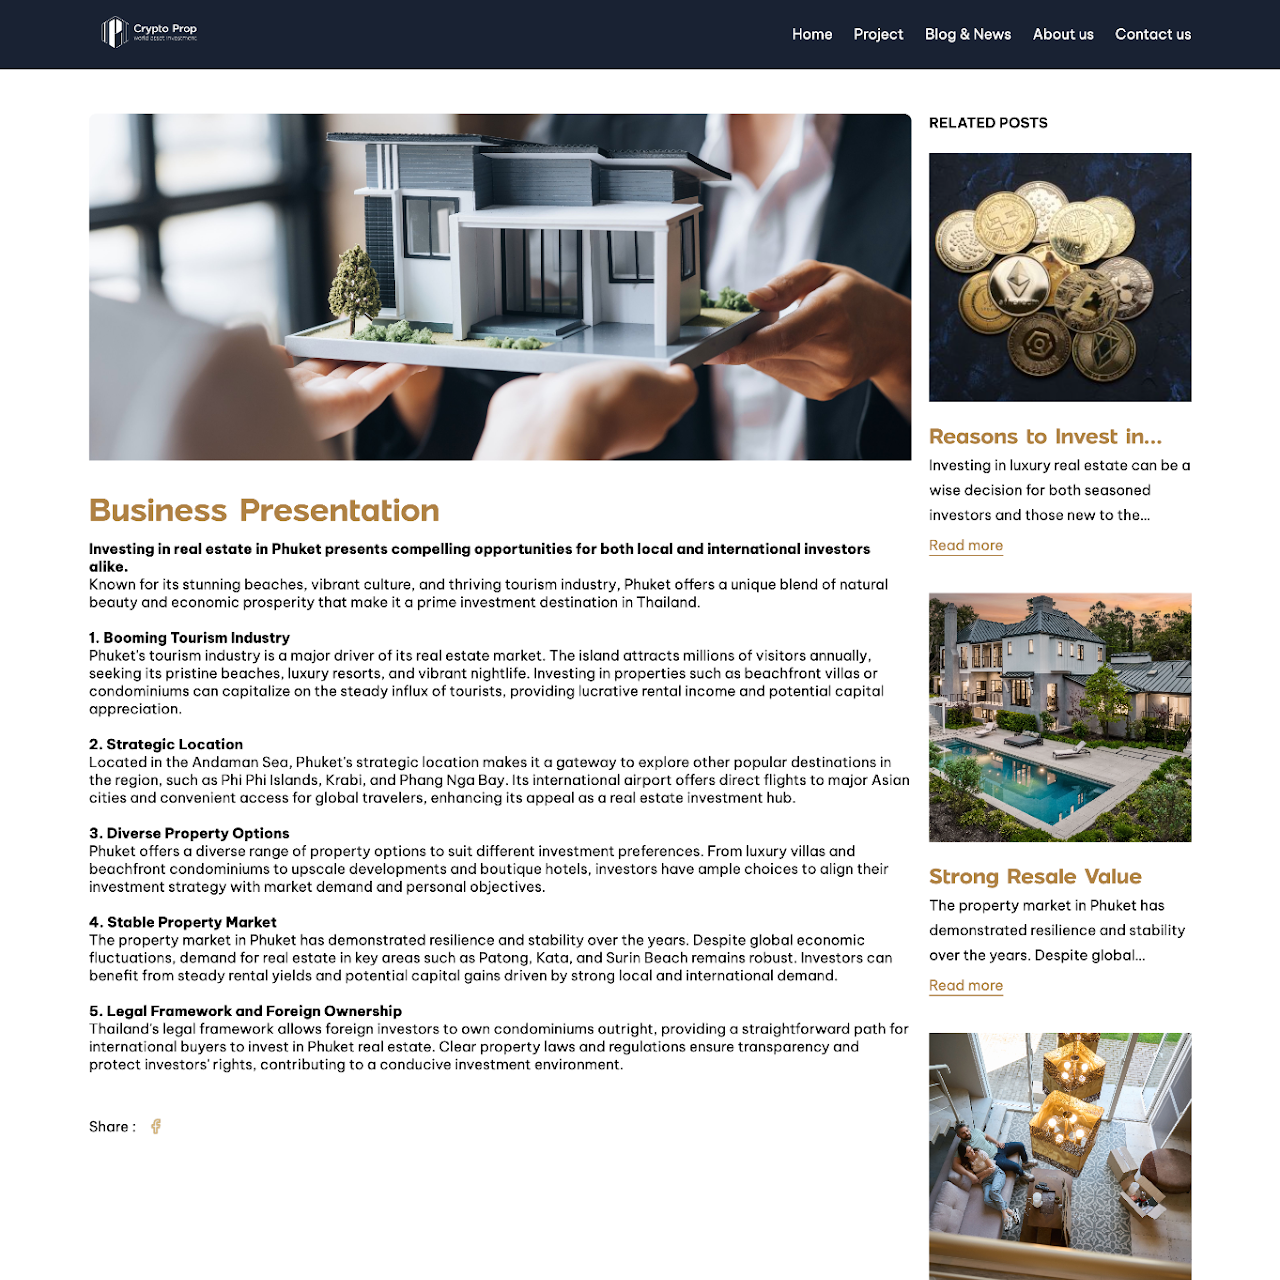 Crypto Prop
world asset investment
Home
Project
Blog & News
About us
Contact us
Business Presentation
Investing in real estate in Phuket presents compelling opportunities for both local and international investors
alike.
Known for its stunning beaches, vibrant culture, and thriving tourism industry, Phuket offers a unique blend of natural
beauty and economic prosperity that make it a prime investment destination in Thailand.
1. Booming Tourism Industry
Phuket's tourism industry is a major driver of its real estate market. The island attracts millions of visitors annually,
seeking its pristine beaches, luxury resorts, and vibrant nightlife. Investing in properties such as beachfront villas or
condominiums can capitalize on the steady influx of tourists, providing lucrative rental income and potential capital
appreciation.
2. Strategic Location
Located in the Andaman Sea, Phuket's strategic location makes it a gateway to explore other popular destinations in
the region, such as Phi Phi Islands, Krabi, and Phang Nga Bay. Its international airport offers direct flights to major Asian
cities and convenient access for global travelers, enhancing its appeal as a real estate investment hub.
3. Diverse Property Options
Phuket offers a diverse range of property options to suit different investment preferences. From luxury villas and
beachfront condominiums to upscale developments and boutique hotels, investors have ample choices to align their
investment strategy with market demand and personal objectives.
4. Stable Property Market
The property market in Phuket has demonstrated resilience and stability over the years. Despite global economic
fluctuations, demand for real estate in key areas such as Patong, Kata, and Surin Beach remains robust. Investors can
benefit from steady rental yields and potential capital gains driven by strong local and international demand.
5. Legal Framework and Foreign Ownership
Thailand's legal framework allows foreign investors to own condominiums outright, providing a straightforward path for
international buyers to invest in Phuket real estate. Clear property laws and regulations ensure transparency and
protect investors' rights, contributing to a conducive investment environment.
Share :
RELATED POSTS
Reasons to Invest in...
Investing in luxury real estate can be a
wise decision for both seasoned
investors and those new to the...
Read more
Strong Resale Value
The property market in Phuket has
demonstrated resilience and stability
over the years. Despite global...
Read more